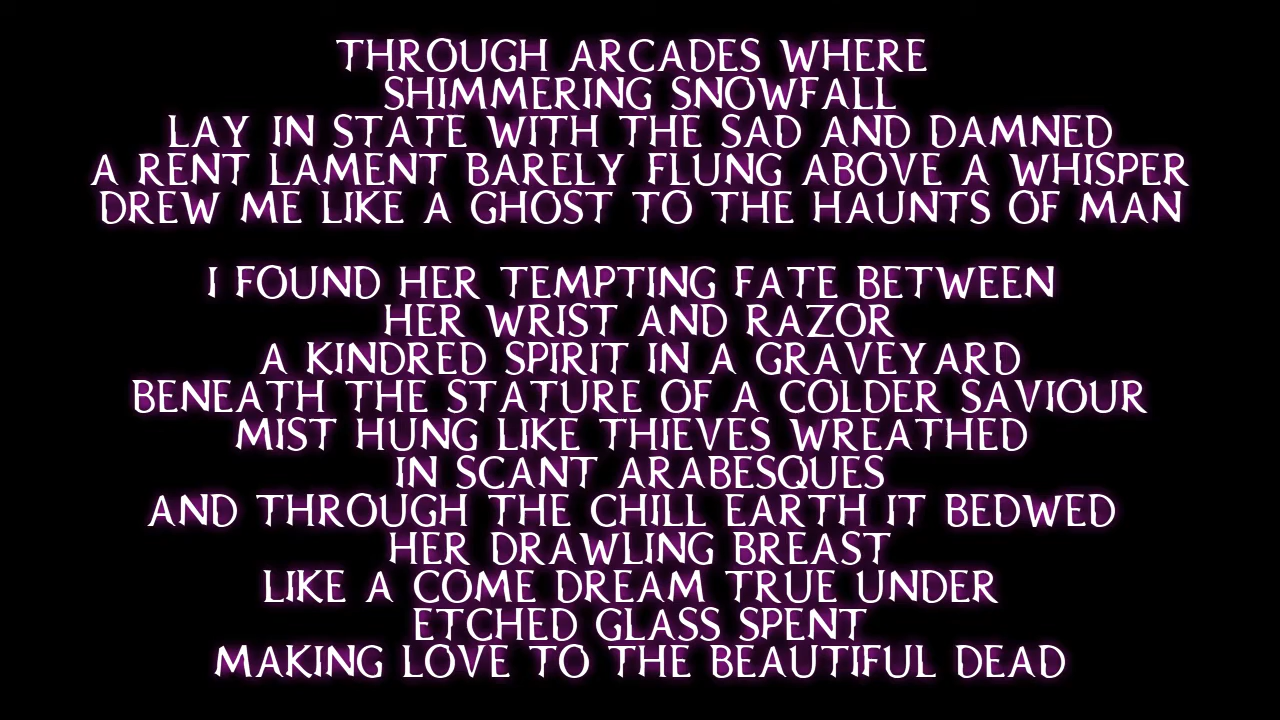 THROUGH ARCADES WHERE
SHIMMERING SNOWFALL
LAY IN STATE WITH THE SAD AND DAMNED
A RENT LAMENT BARELY FLUNG ABOVE A WHISPER
DREW ME LIKE A GHOST TO THE HAUNTS OF MAN

I FOUND HER TEMPTING FATE BETWEEN
HER WRIST AND RAZOR
A KINDRED SPIRIT IN A GRAVEYARD
BENEATH THE STATURE OF A COLDER SAVIOUR
MIST HUNG LIKE THIEVES WREATHED
IN SCANT ARABESQUES
AND THROUGH THE CHILL EARTH IT BEDWED
HER DRAWLING BREAST
LIKE A COME DREAM TRUE UNDER
ETCHED GLASS SPENT
MAKING LOVE TO THE BEAUTIFUL DEAD